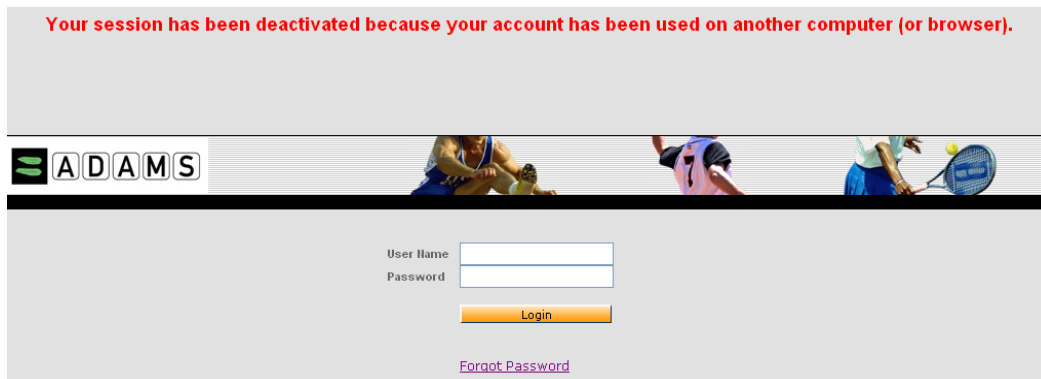 Your session has been deactivated because your account has been used on another computer (or browser).
ADAMS
7
User Name
Password
Login
Forgot Password